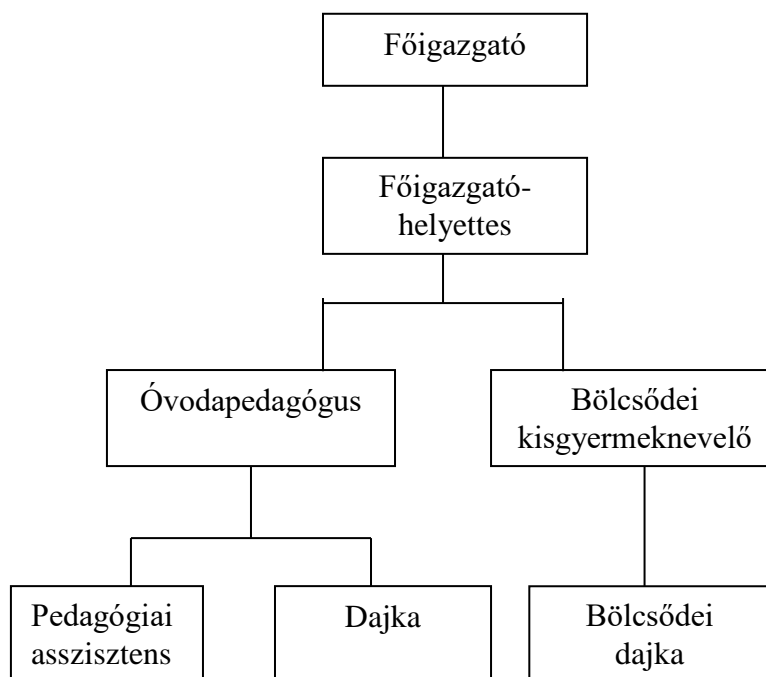 Főigazgató
Főigazgató-
helyettes
Óvodapedagógus
Bölcsődei
kisgyermeknevelő
Pedagógiai
asszisztens
Dajka
Bölcsődei
dajka